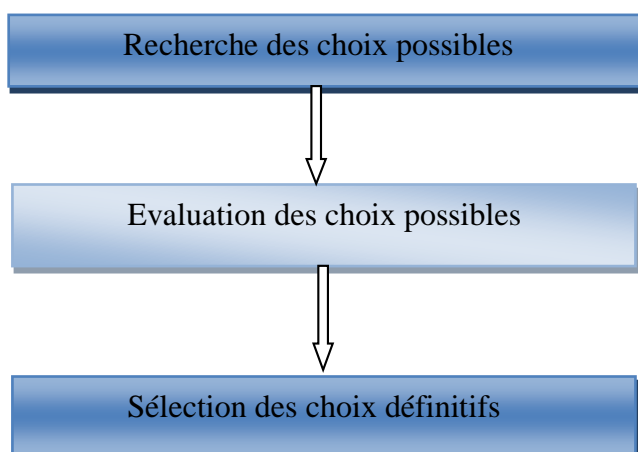 Recherche des choix possibles
Evaluation des choix possibles
Sélection des choix définitifs